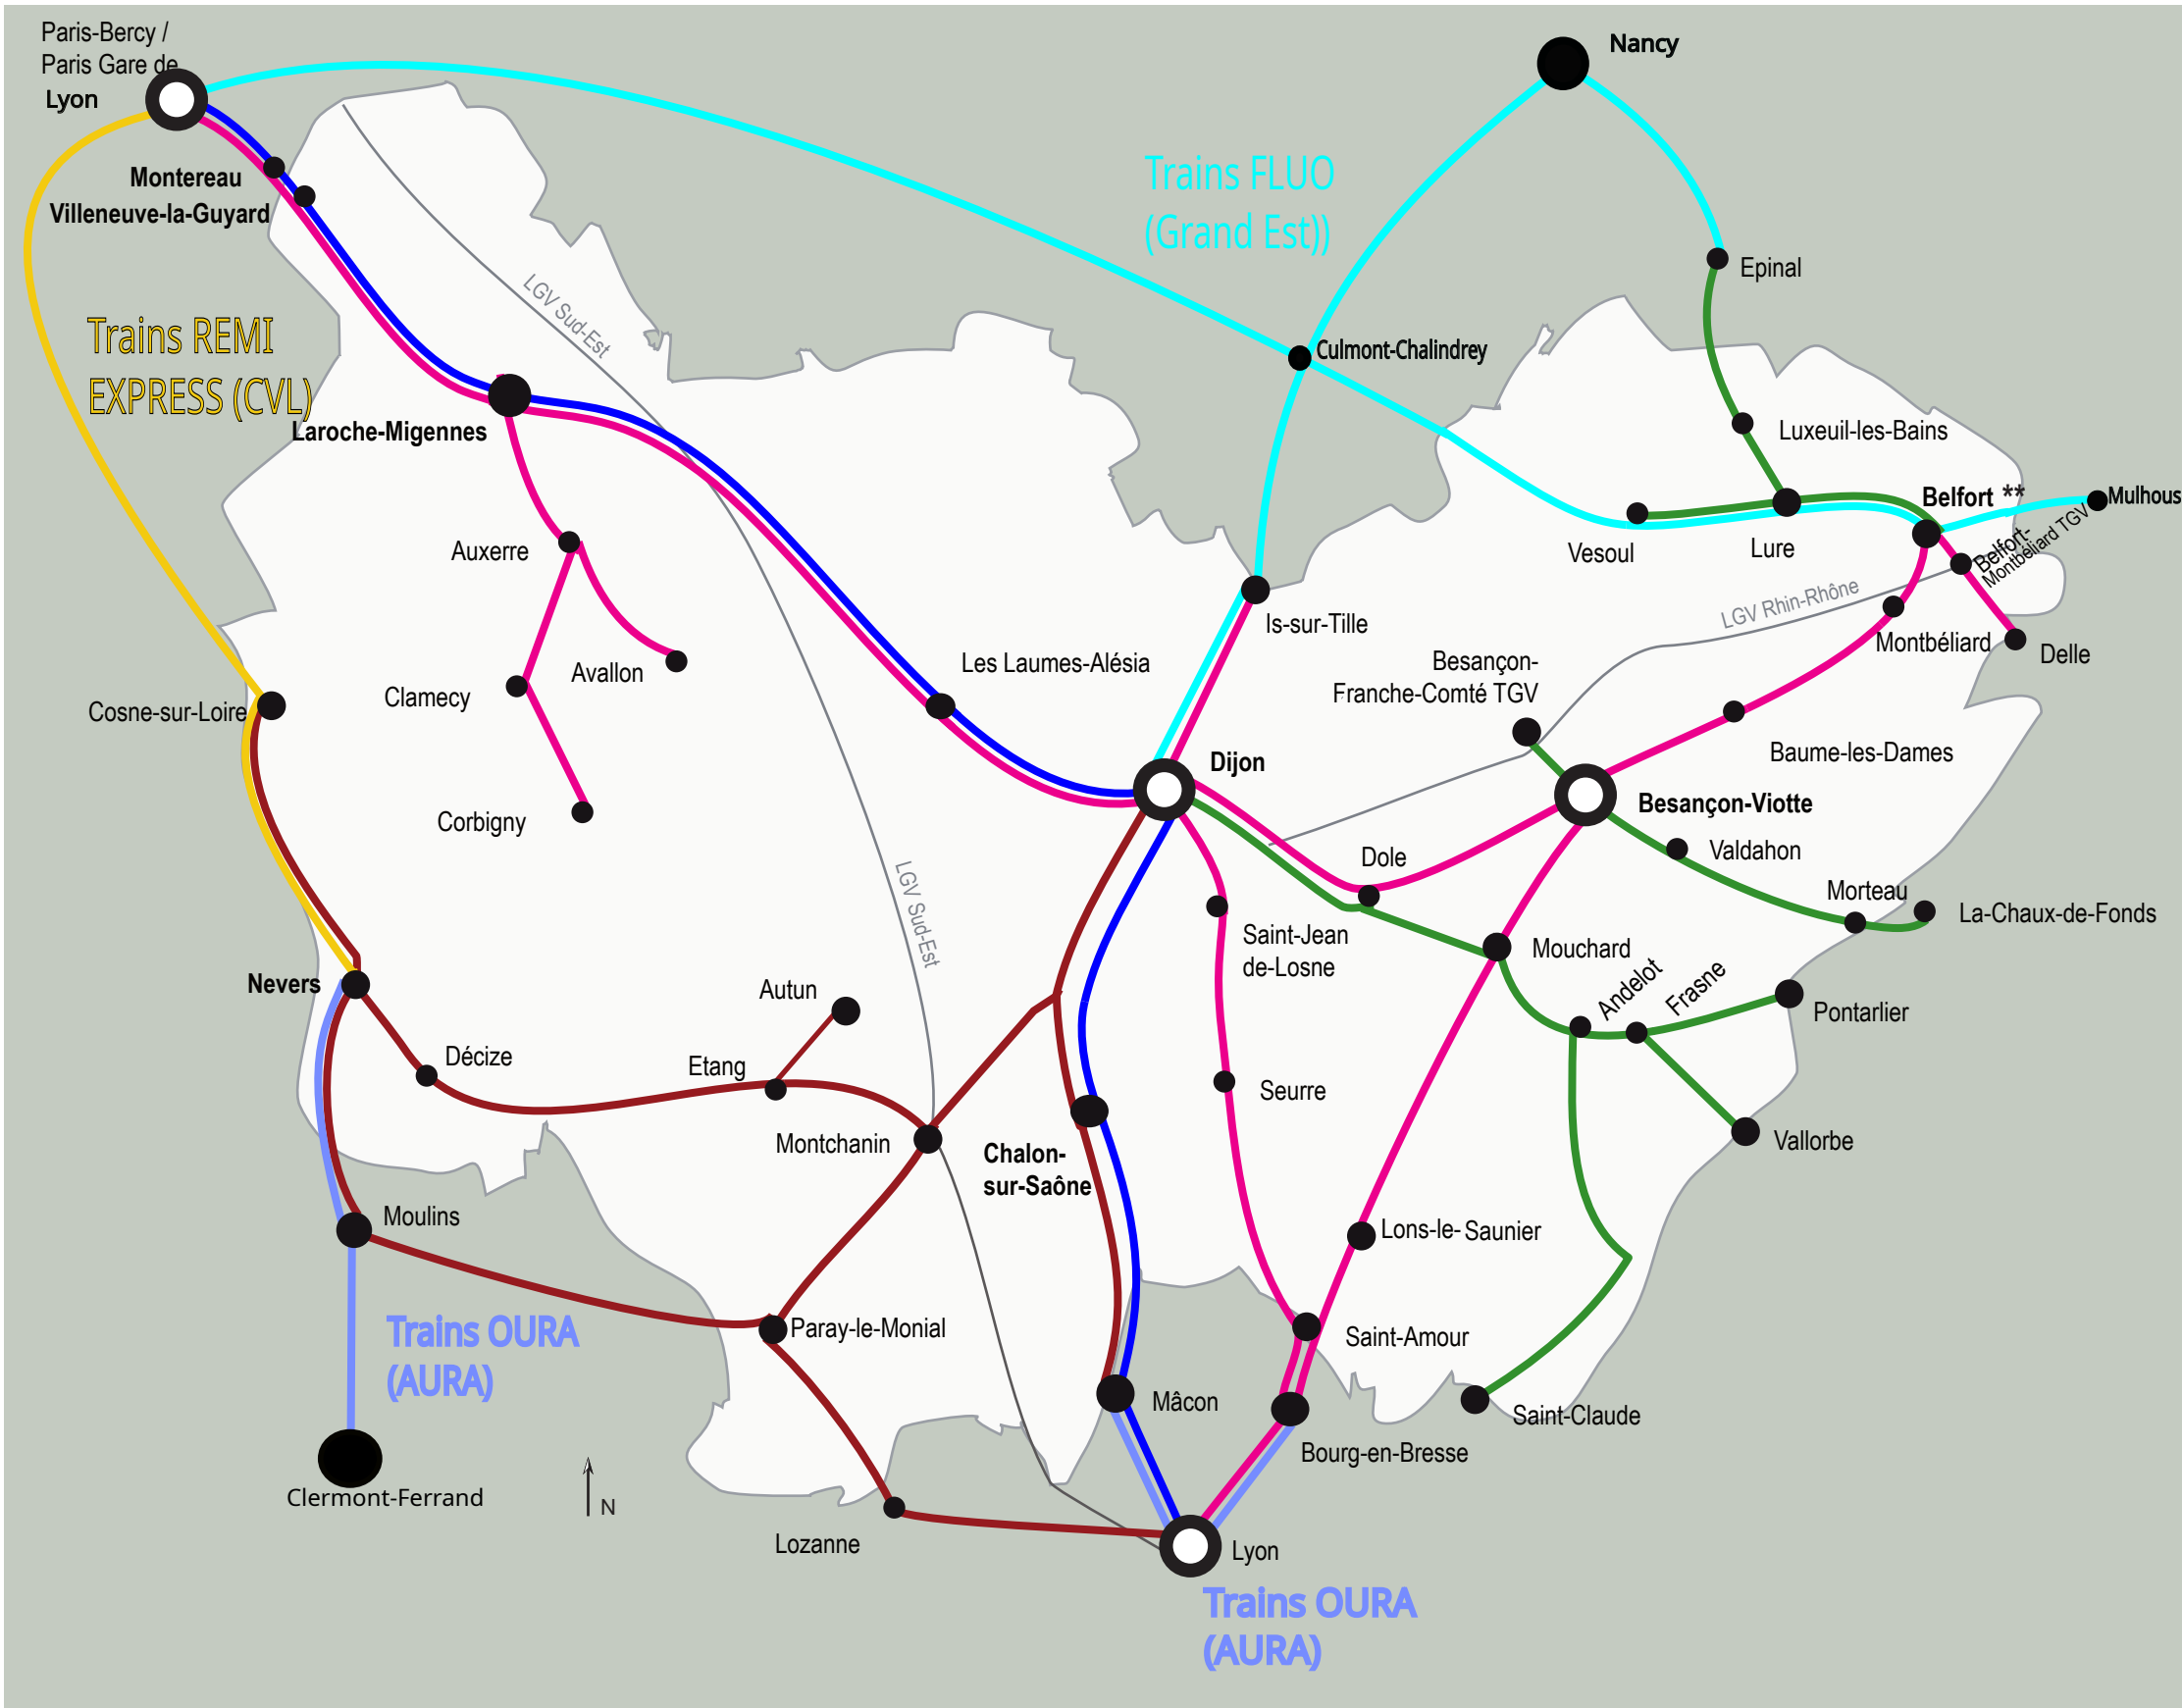 Paris-Bercy /
Paris Gare de
Lyon
Nancy
Montereau
Villeneuve-la-Guyard
Trains FLUO
(Grand Est))
Epinal
LGV Sud-Est
Trains REMI
EXPRESS (CVL)
Culmont-Chalindrey
Laroche-Migennes
Luxeuil-les-Bains
Belfort **
Mulhous
Auxerre
Vesoul
Lure
Belfort-
Montbéliard TGV
LGV Rhin-Rhône
Is-sur-Tille
Montbéliard
Delle
Les Laumes-Alésia
Besançon-
Franche-Comté TGV
Avallon
Clamecy
Cosne-sur-Loire
Baume-les-Dames
Dijon
Besançon-Viotte
Corbigny
Dole
Valdahon
Morteau
La-Chaux-de-Fonds
LGV Sud-Est
Saint-Jean
de-Losne
Mouchard
Andelot
Frasne
Nevers
Autun
Pontarlier
Décize
Etang
Seurre
Montchanin
Vallorbe
Chalon-
sur-Saône
Moulins
Lons-le-Saunier
Trains OURA
(AURA)
Paray-le-Monial
Saint-Amour
Mâcon
Saint-Claude
Bourg-en-Bresse
Clermont-Ferrand
N
Lozanne
Lyon
Trains OURA
(AURA)